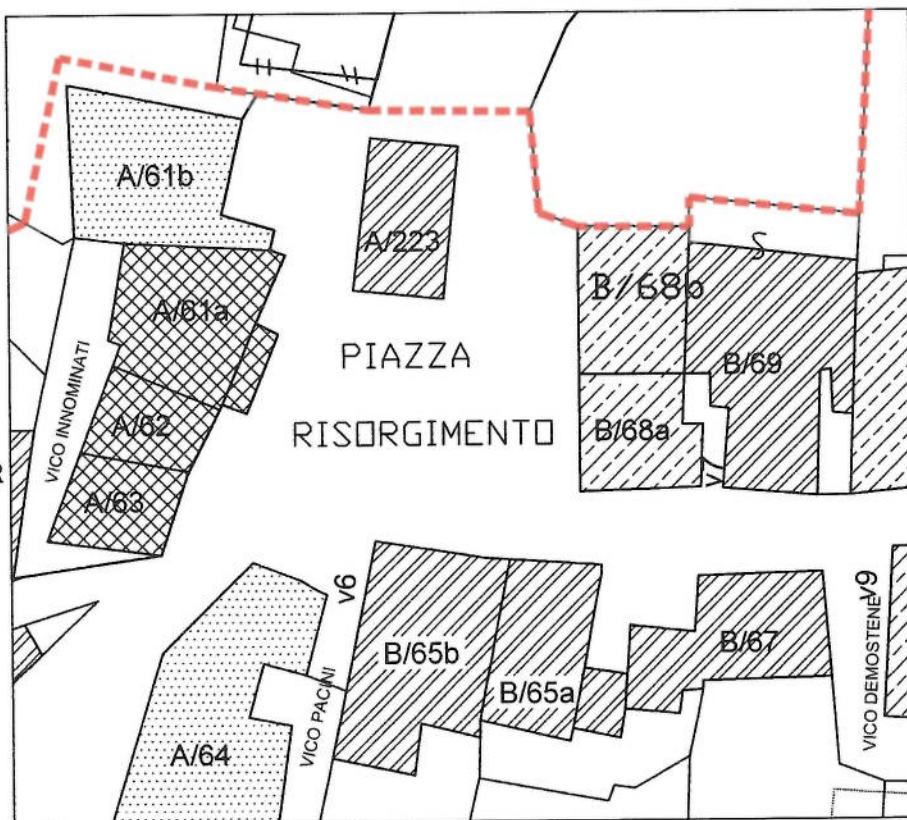 A/61b
A/223
B/68b
A/61a
PIAZZA
B/69
VICO ININOMINATI
A/62
RISORGIMENTO
B/68a
A/63
v6
v9
B/65b
B/67
B/65a
VICO DEMOSTENE
VICO PACINI
A/64